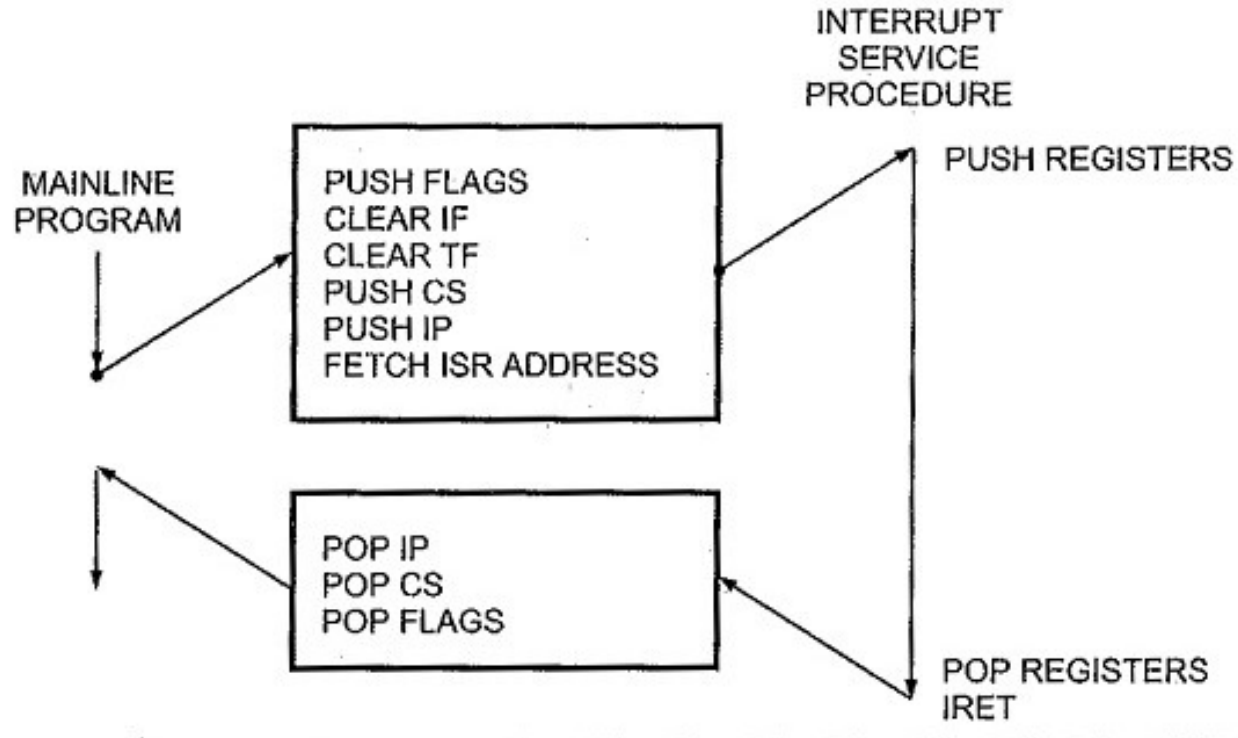 INTERRUPT
SERVICE
PROCEDURE
MAINLINE
PROGRAM
PUSH FLAGS
CLEAR IF
CLEAR TF
PUSH CS
PUSH IP
FETCH ISR ADDRESS
PUSH REGISTERS
POP IP
POP CS
POP FLAGS
POP REGISTERS
IRET